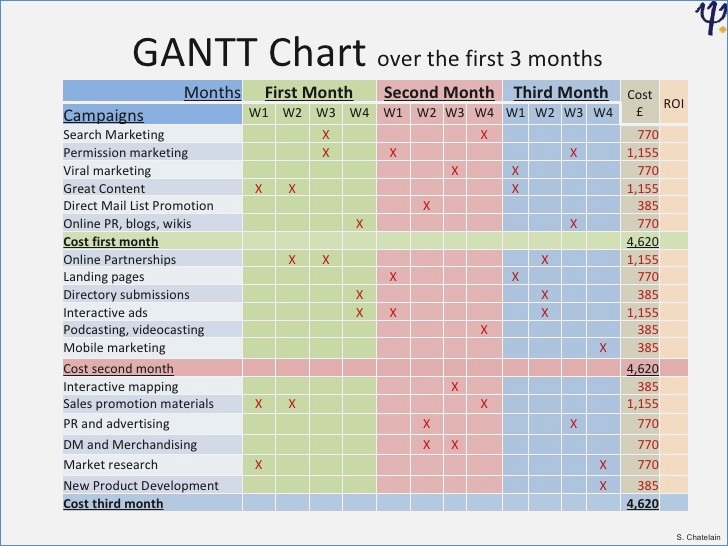 GANTT Chart over the first 3 months
Months First Month Second Month Third Month Cost £ ROI
Campaigns W1 W2 W3 W4 W1 W2 W3 W4 W1 W2 W3 W4
Search Marketing X X 770
Permission marketing X X X 1,155
Viral marketing X X 770
Great Content X X X 1,155
Direct Mail List Promotion X 385
Online PR, blogs, wikis X X 770
Cost first month 4,620
Online Partnerships X X X 1,155
Landing pages X X 770
Directory submissions X X 385
Interactive ads X X X 1,155
Podcasting, videocasting X 385
Mobile marketing X 385
Cost second month 4,620
Interactive mapping X 385
Sales promotion materials X X X 1,155
PR and advertising X X 770
DM and Merchandising X X 770
Market research X X 770
New Product Development X 385
Cost third month 4,620
S. Chatelain